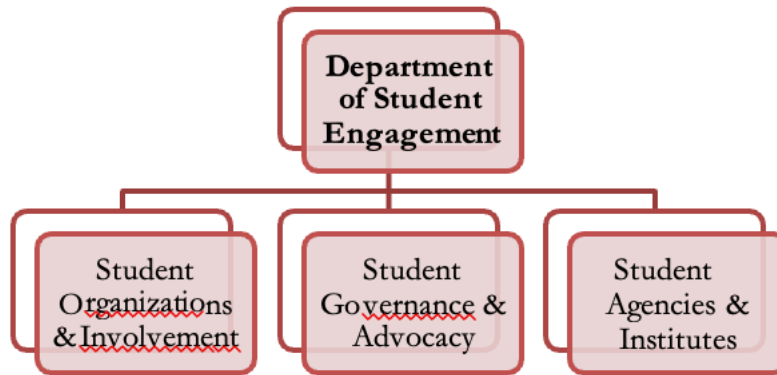 Department
of Student
Engagement
Student
Organizations
& Involvement
Student
Governance &
Advocacy
Student
Agencies &
Institutes